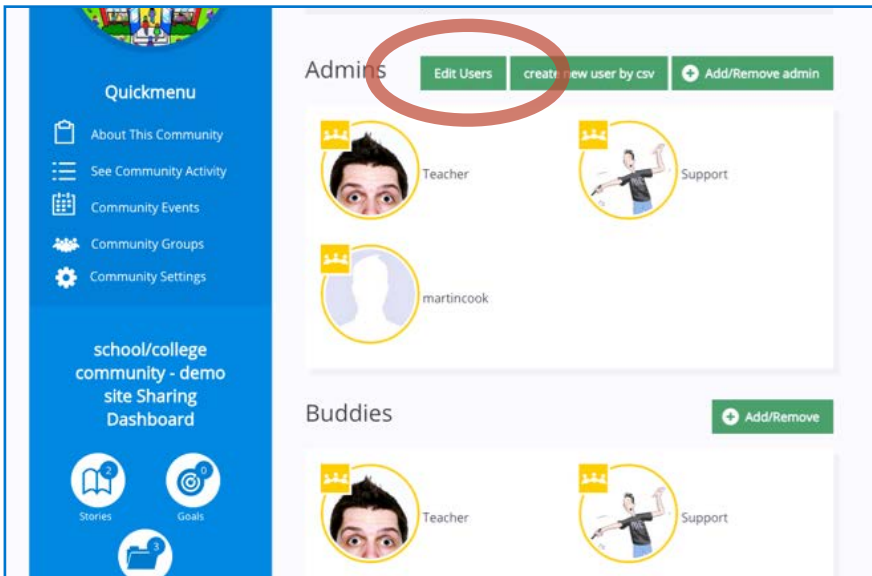 Quickmenu
About This Community
See Community Activity
Community Events
Community Groups
Community Settings
school/college
community - demo
site Sharing
Dashboard
2
0
Stories
Goals
3
Admins
Edit Users
create new user by csv
Add/Remove admin
Teacher
Support
martincook
Buddies
Add/Remove
Teacher
Support